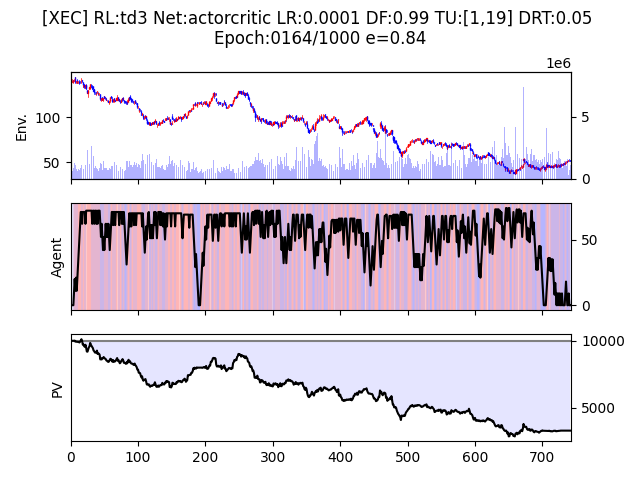 [XEC] RL:td3 Net:actorcritic LR:0.0001 DF:0.99 TU:[1,19] DRT:0.05
Epoch:0164/1000 e=0.84
1e6
Env.
100
50
5
0
Agent
50
0
PV
10000
5000
0 100 200 300 400 500 600 700